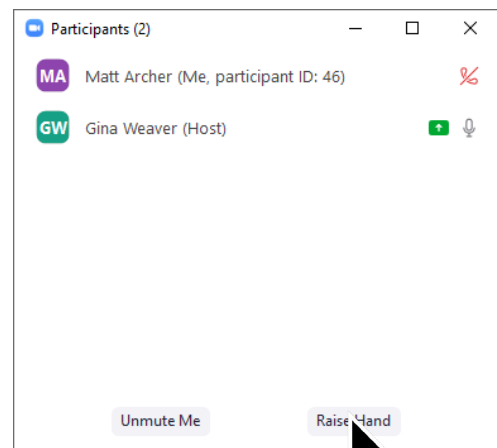 Participants (2)
MA Matt Archer (Me, participant ID: 46)
GW Gina Weaver (Host)
Unmute Me Raise Hand